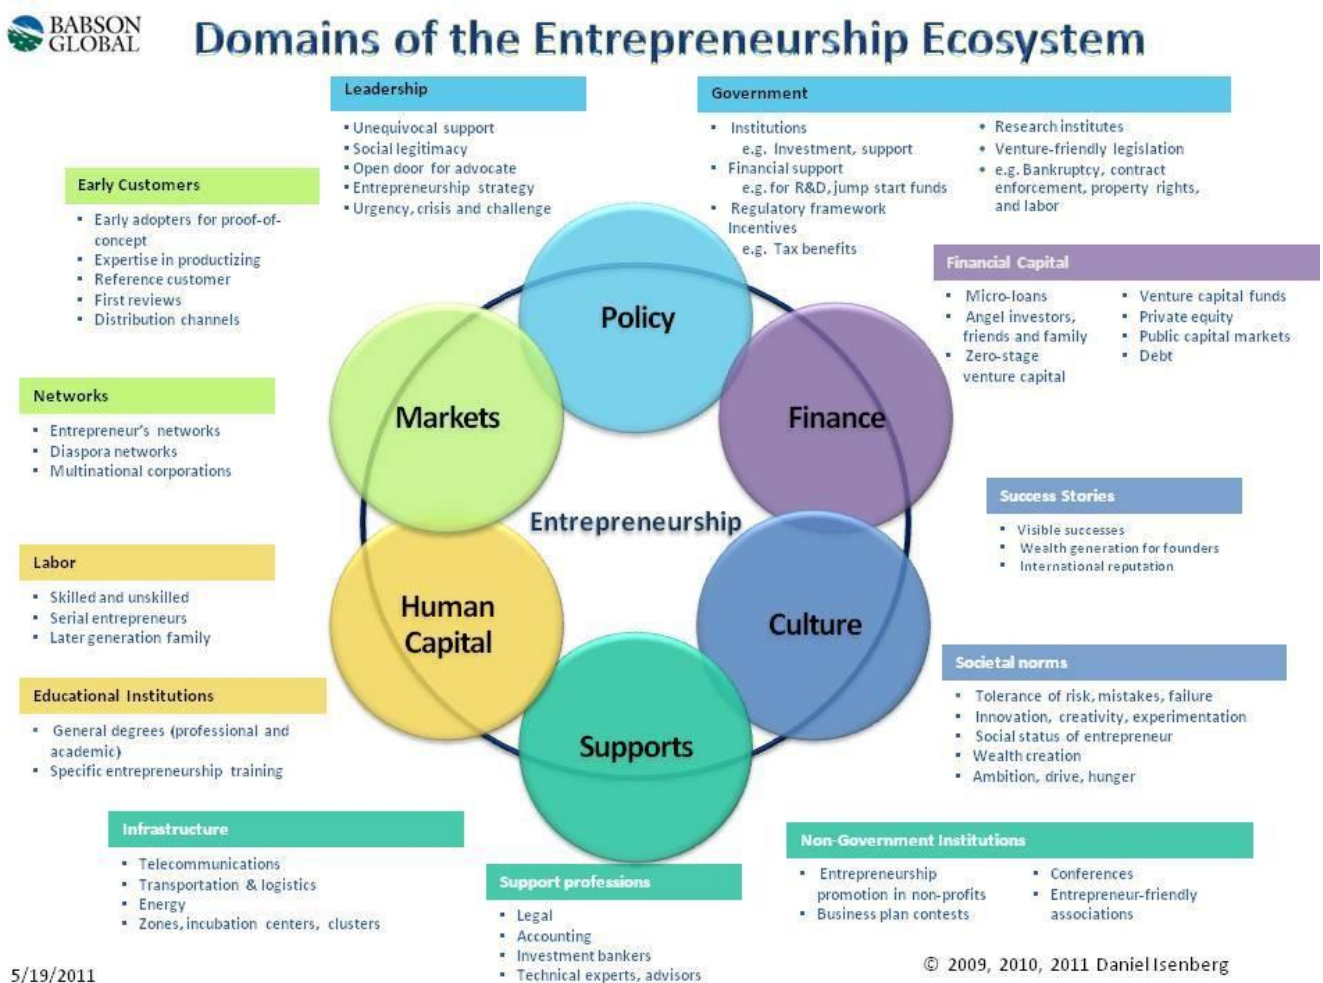 BABSON
GLOBAL
Domains of the Entrepreneurship Ecosystem
Leadership
▪ Unequivocal support
▪ Social legitimacy
▪ Open door for advocate
▪ Entrepreneurship strategy
▪ Urgency, crisis and challenge
Government
▪ Institutions
e.g. Investment, support
▪ Financial support
e.g. for R&D, jump start funds
▪ Regulatory framework
Incentives
e.g. Tax benefits
• Research institutes
• Venture-friendly legislation
• e.g. Bankruptcy, contract
enforcement, property rights,
and labor
Early Customers
▪ Early adopters for proof-of-
concept
▪ Expertise in productizing
▪ Reference customer
▪ First reviews
▪ Distribution channels
Financial Capital
▪ Micro-loans
▪ Angel investors,
friends and family
▪ Zero-stage
venture capital
▪ Venture capital funds
▪ Private equity
▪ Public capital markets
▪ Debt
Networks
▪ Entrepreneur's networks
▪ Diaspora networks
▪ Multinational corporations
Policy
Markets
Finance
Entrepreneurship
Human
Capital
Culture
Supports
Success Stories
▪ Visible successes
▪ Wealth generation for founders
▪ International reputation
Labor
▪ Skilled and unskilled
▪ Serial entrepreneurs
▪ Later generation family
Societal norms
▪ Tolerance of risk, mistakes, failure
▪ Innovation, creativity, experimentation
▪ Social status of entrepreneur
▪ Wealth creation
▪ Ambition, drive, hunger
Educational Institutions
▪ General degrees (professional and
academic)
▪ Specific entrepreneurship training
Infrastructure
▪ Telecommunications
▪ Transportation & logistics
▪ Energy
▪ Zones, incubation centers, clusters
Support professions
▪ Legal
▪ Accounting
▪ Investment bankers
▪ Technical experts, advisors
Non-Government Institutions
▪ Entrepreneurship
promotion in non-profits
▪ Business plan contests
▪ Conferences
▪ Entrepreneur-friendly
associations
5/19/2011
© 2009, 2010, 2011 Daniel Isenberg